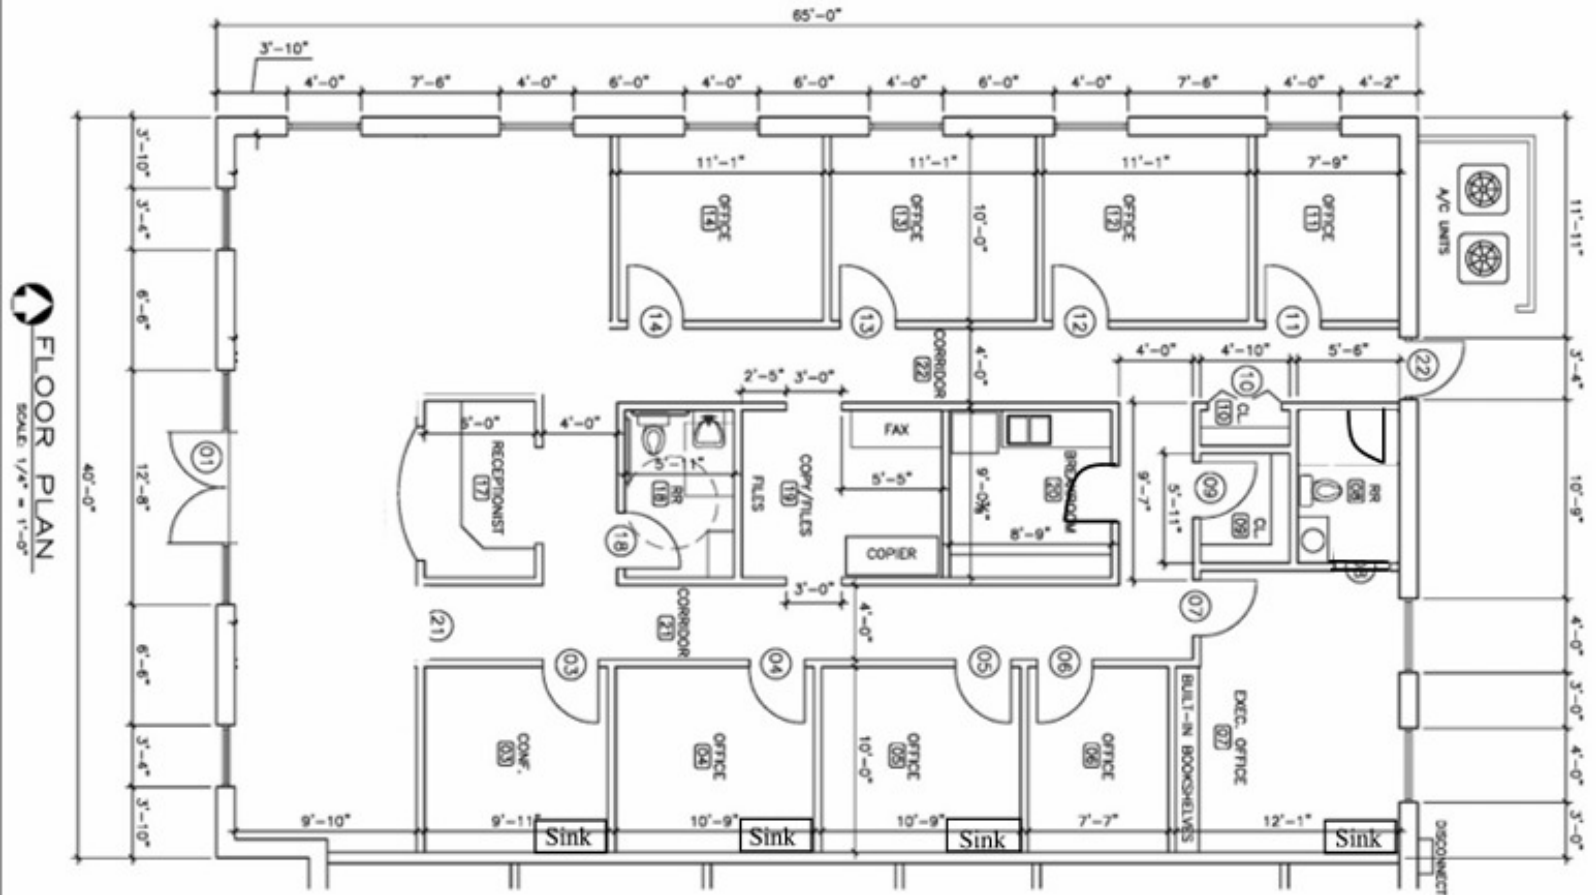 65'-0"
3'-10"
4'-0" 7'-6" 4'-0" 6'-0" 4'-0" 6'-0" 4'-0" 6'-0" 4'-0" 7'-6" 4'-0" 4'-2"
11'-1" 11'-1" 11'-1" 7'-9"
OFFICE
14
OFFICE
13
OFFICE
12
OFFICE
11
10'-0"
A/C UNITS
14 13 12 11
22
CORRIDOR
22
4'-0"
4'-0" 4'-10" 5'-6"
2'-5" 3'-0"
10
CL.
10
5'-0" 4'-0"
RECEPTIONIST
17
5'-11"
RR
18
18
FILES
COPY/FILES
19
FAX
5'-5"
COPIER
9'-0¾"
BREAKROOM
20
8'-9"
9'-7"
5'-11"
09
CL.
09
RR
08
08
3'-0"
01
21
CORRIDOR
21
4'-0"
07
03 04 05 06
CONF.
03
OFFICE
04
OFFICE
05
OFFICE
06
BUILT-IN BOOKSHELVES
EXEC. OFFICE
07
10'-0"
9'-10" 9'-11" 10'-9" 10'-9" 7'-7" 12'-1"
Sink Sink Sink Sink
DISCONNECT
3'-10"
3'-4"
6'-6"
12'-8"
6'-6"
3'-4"
3'-10"
40'-0"
11'-11"
3'-4"
10'-9"
4'-0"
3'-0"
4'-0"
3'-0"
FLOOR PLAN
SCALE: 1/4" = 1'-0"